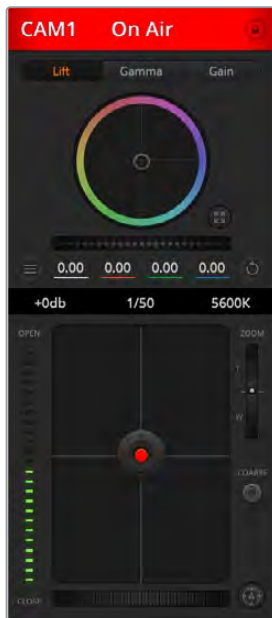 CAM1 On Air
Lift Gamma Gain
0.00 0.00 0.00 0.00
+0db 1/50 5600K
OPEN ZOOM
T
W
COARSE
CLOSE